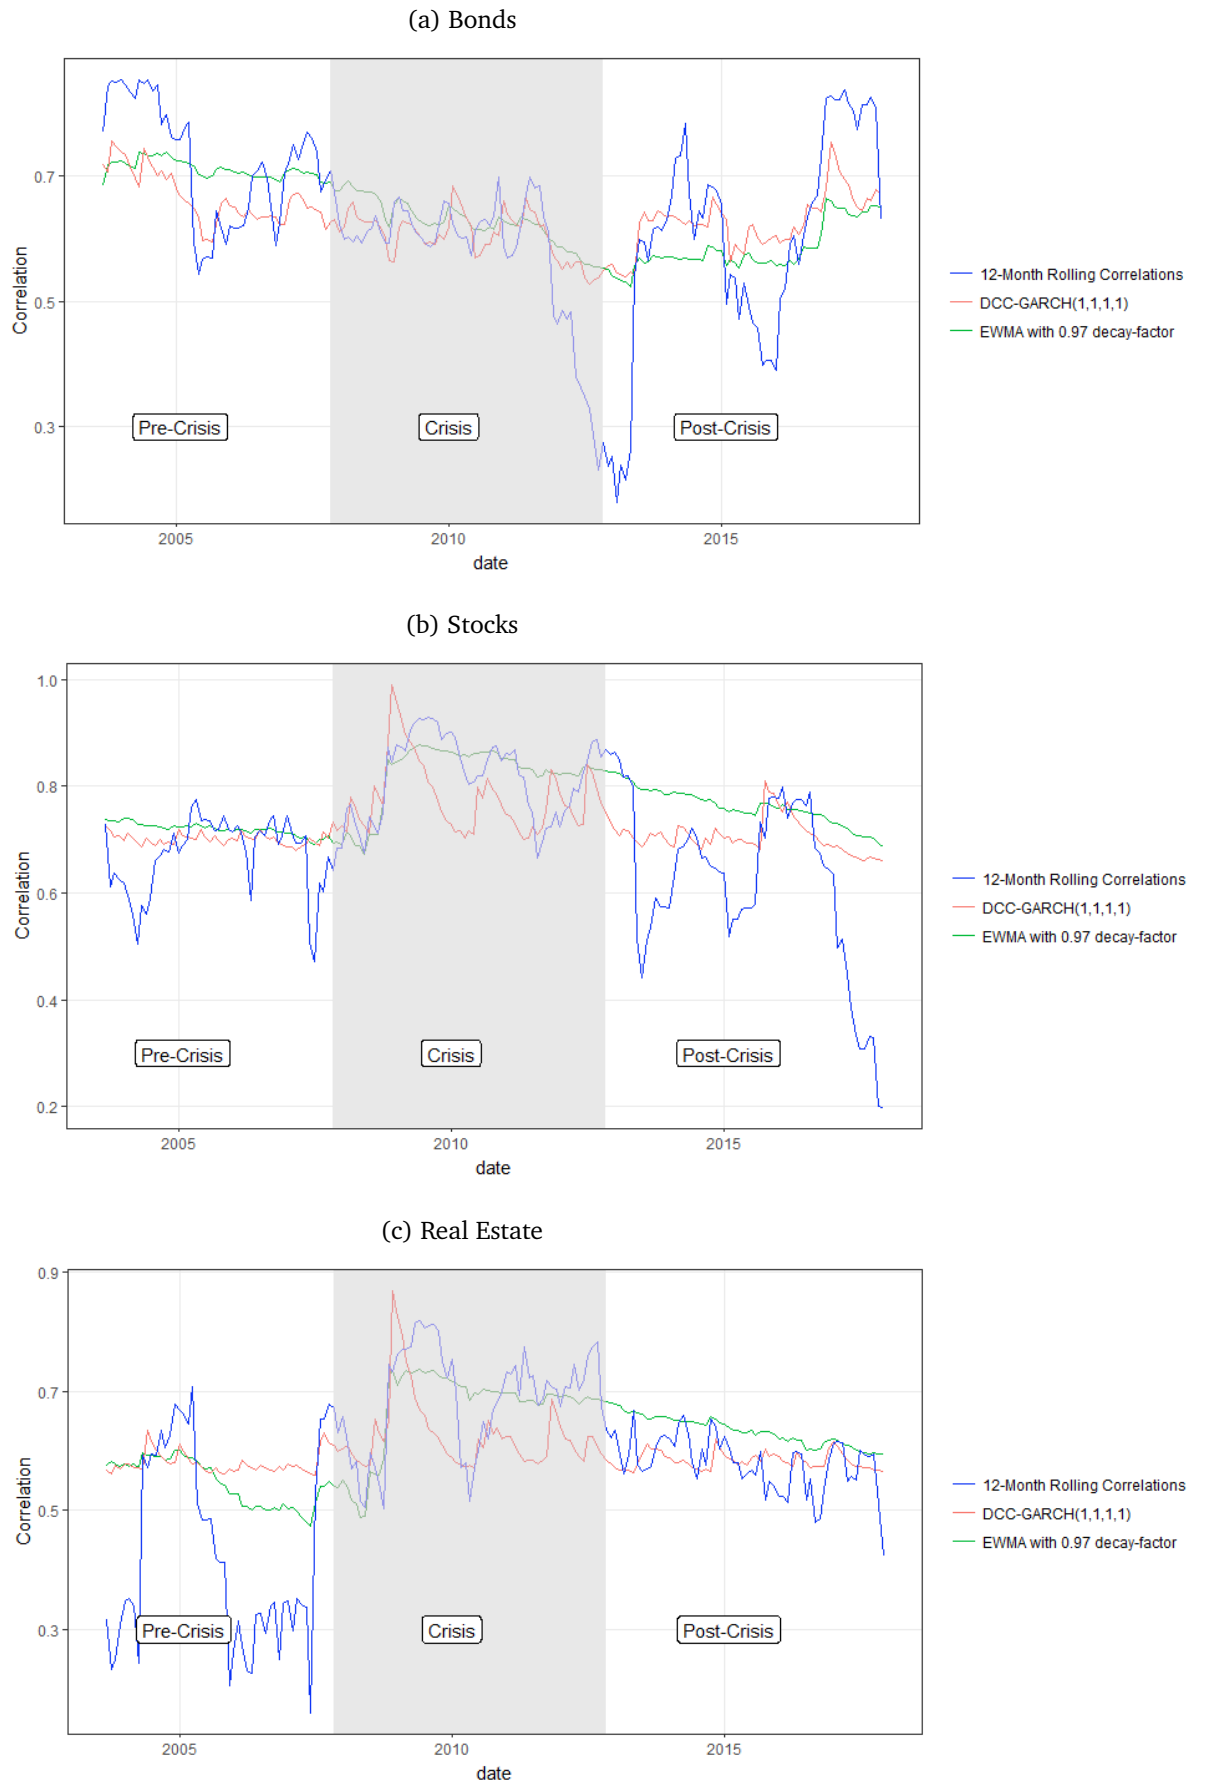 (a) Bonds
0.7
0.5
0.3
Correlation
Pre-Crisis
Crisis
Post-Crisis
2005
2010
2015
date
12-Month Rolling Correlations
DCC-GARCH(1,1,1,1)
EWMA with 0.97 decay-factor
(b) Stocks
1.0
0.8
0.6
0.4
0.2
Correlation
Pre-Crisis
Crisis
Post-Crisis
2005
2010
2015
date
12-Month Rolling Correlations
DCC-GARCH(1,1,1,1)
EWMA with 0.97 decay-factor
(c) Real Estate
0.9
0.7
0.5
0.3
Correlation
Pre-Crisis
Crisis
Post-Crisis
2005
2010
2015
date
12-Month Rolling Correlations
DCC-GARCH(1,1,1,1)
EWMA with 0.97 decay-factor